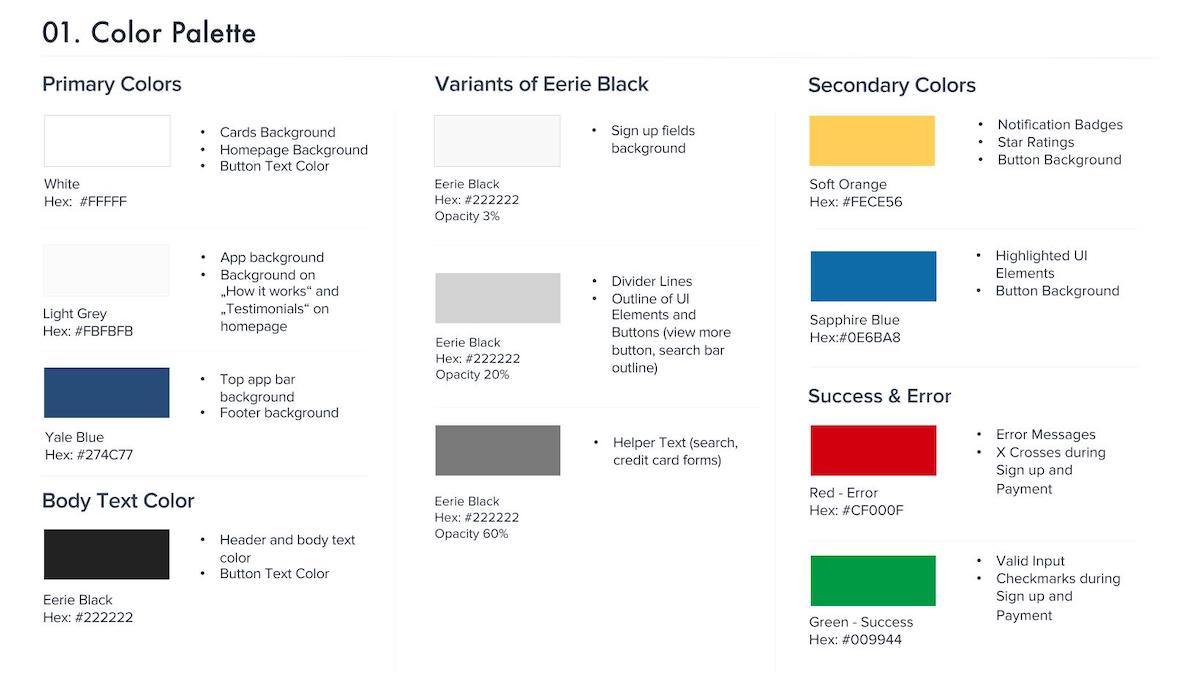 01. Color Palette
Primary Colors
• Cards Background
• Homepage Background
• Button Text Color
White
Hex:  #FFFFF
• App background
• Background on
„How it works“ and
„Testimonials“ on
homepage
Light Grey
Hex: #FBFBFB
• Top app bar
background
• Footer background
Yale Blue
Hex: #274C77
Body Text Color
• Header and body text
color
• Button Text Color
Eerie Black
Hex: #222222
Variants of Eerie Black
• Sign up fields
background
Eerie Black
Hex: #222222
Opacity 3%
• Divider Lines
• Outline of UI
Elements and
Buttons (view more
button, search bar
outline)
Eerie Black
Hex: #222222
Opacity 20%
• Helper Text (search,
credit card forms)
Eerie Black
Hex: #222222
Opacity 60%
Secondary Colors
• Notification Badges
• Star Ratings
• Button Background
Soft Orange
Hex: #FECE56
• Highlighted UI
Elements
• Button Background
Sapphire Blue
Hex:#0E6BA8
Success & Error
• Error Messages
• X Crosses during
Sign up and
Payment
Red - Error
Hex: #CF000F
• Valid Input
• Checkmarks during
Sign up and
Payment
Green - Success
Hex: #009944